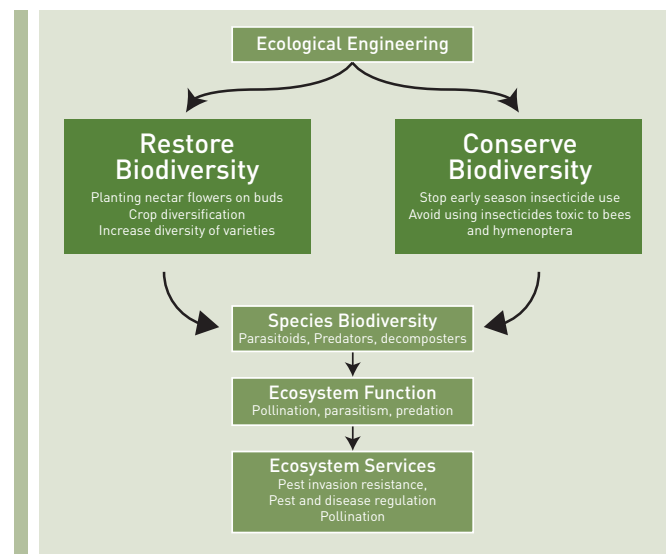 Ecological Engineering
Restore
Biodiversity
Planting nectar flowers on buds
Crop diversification
Increase diversity of varieties
Conserve
Biodiversity
Stop early season insecticide use
Avoid using insecticides toxic to bees
and hymenoptera
Species Biodiversity
Parasitoids, Predators, decomposters
Ecosystem Function
Pollination, parasitism, predation
Ecosystem Services
Pest invasion resistance,
Pest and disease regulation
Pollination